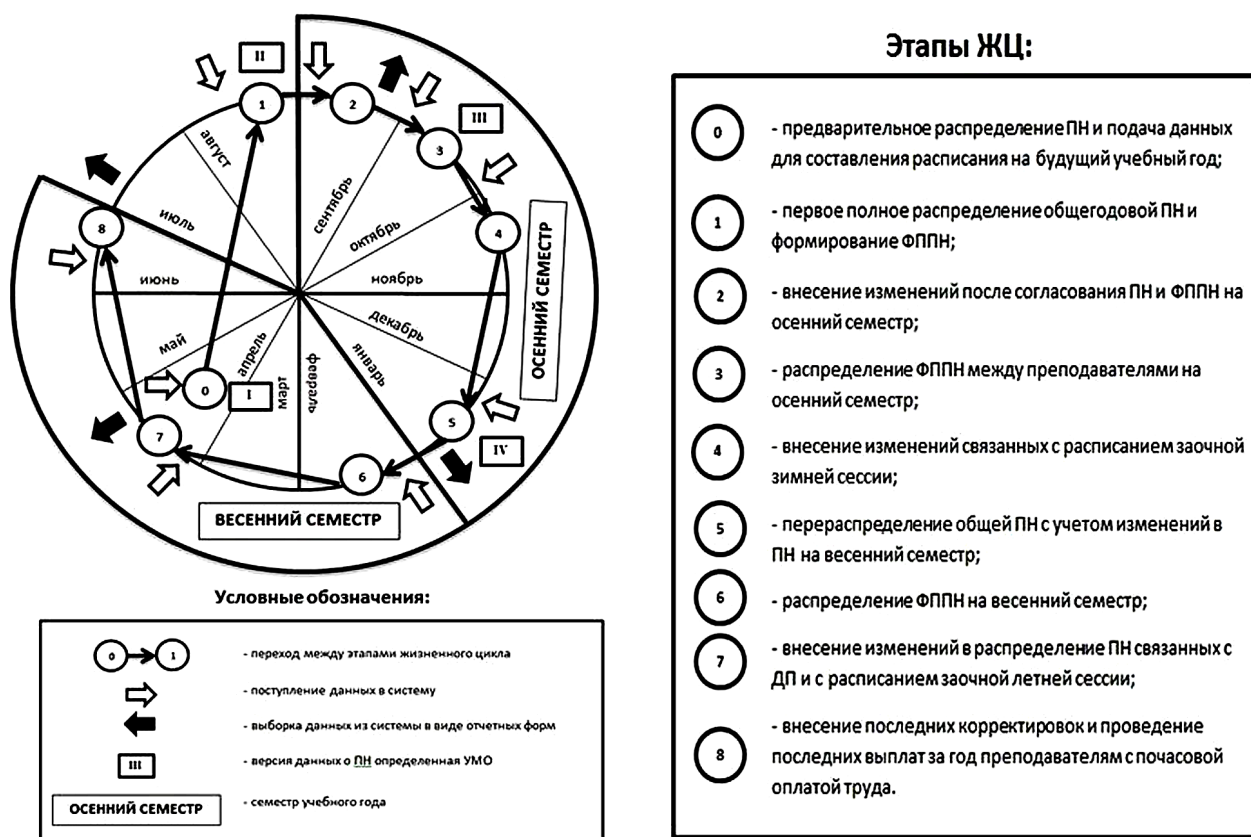 II
1
2
III
3
август
сентябрь
октябрь
8
июль
4
июнь
ноябрь
май
апрель
март
февраль
январь
декабрь
ОСЕННИЙ СЕМЕСТР
0
I
7
5
IV
6
ВЕСЕННИЙ СЕМЕСТР
Условные обозначения:
0
1
- переход между этапами жизненного цикла
- поступление данных в систему
- выборка данных из системы в виде отчетных форм
III
- версия данных о ПН определенная УМО
ОСЕННИЙ СЕМЕСТР
- семестр учебного года
Этапы ЖЦ:
0
- предварительное распределение ПН и подача данных
для составления расписания на будущий учебный год;
1
- первое полное распределение общегодовой ПН и
формирование ФППН;
2
- внесение изменений после согласования ПН и ФППН на
осенний семестр;
3
- распределение ФППН между преподавателями на
осенний семестр;
4
- внесение изменений связанных с расписанием заочной
зимней сессии;
5
- перераспределение общей ПН с учетом изменений в
ПН на весенний семестр;
6
- распределение ФППН на весенний семестр;
7
- внесение изменений в распределение ПН связанных с
ДП и с расписанием заочной летней сессии;
8
- внесение последних корректировок и проведение
последних выплат за год преподавателям с почасовой
оплатой труда.